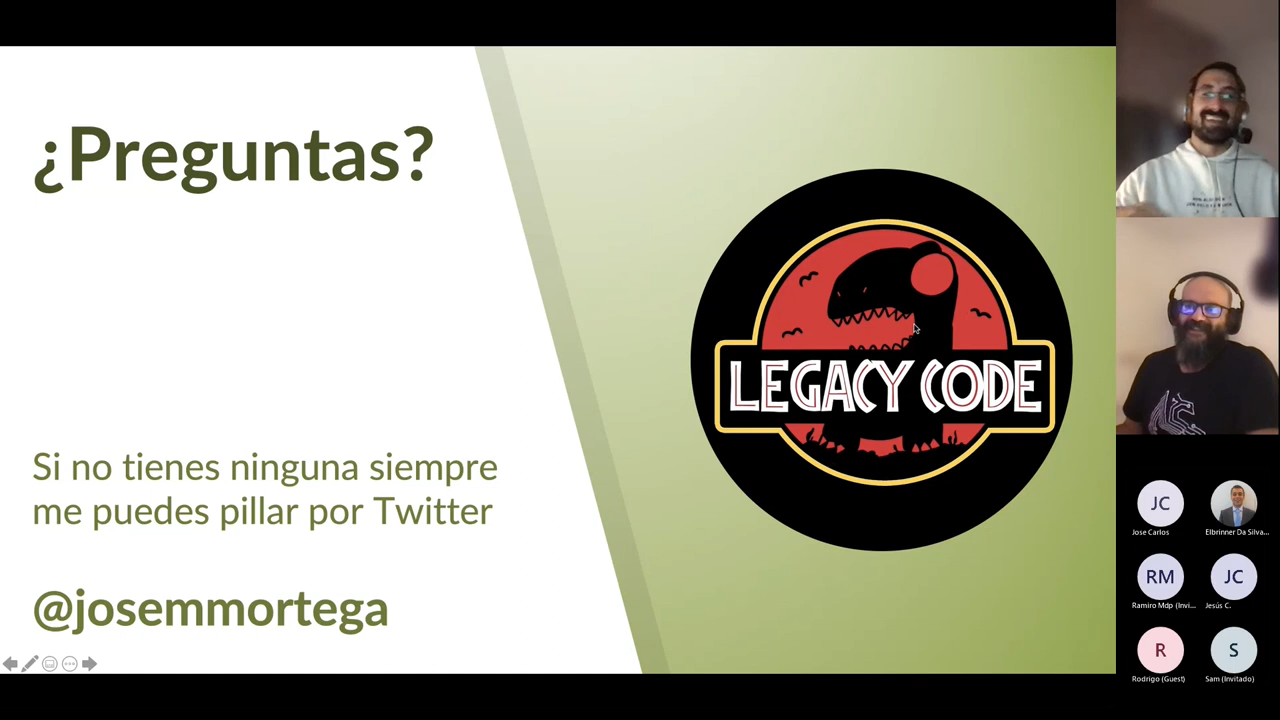 ¿Preguntas?
LEGACY CODE
Si no tienes ninguna siempre
me puedes pillar por Twitter
@josemmortega
JC
Jose Carlos
Elbrinner Da Silva...
RM
Ramiro Mdp (Invi...
JC
Jesús C.
R
Rodrigo (Guest)
S
Sam (Invitado)